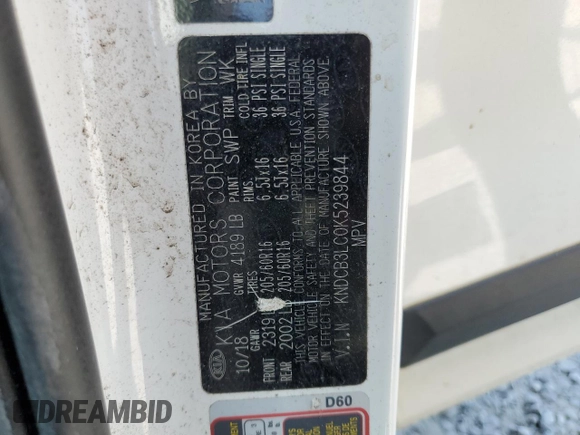 MANUFACTURED IN KOREA BY
KIA MOTORS CORPORATION
10/18 GVWR 4189 LB PAINT SWP TRIM WK
GAWR TIRES RIMS COLD TIRE INFL
FRONT 2319 205/60R16 6.5Jx16 36 PSI SINGLE
REAR 2002 L 205/60R16 6.5Jx16 36 PSI SINGLE
THIS VEHICLE CONFORMS TO ALL APPLICABLE U.S.A. FEDERAL
MOTOR VEHICLE SAFETY AND THEFT PREVENTION STANDARDS
IN EFFECT ON THE DATE OF MANUFACTURE SHOWN ABOVE.
V.I.N KNDCB3LC0K5239844
MPV
KIA
D60
DREAMBID